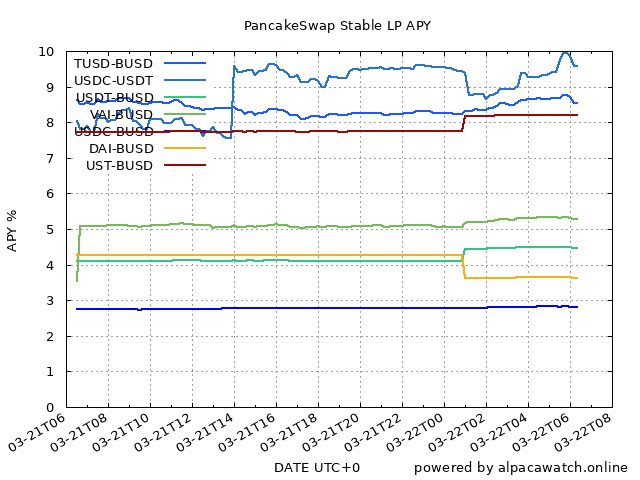 PancakeSwap Stable LP APY
10
9
8
7
6
5
4
3
2
1
0
APY %
TUSD-BUSD
USDC-USDT
USDT-BUSD
VAI-BUSD
USDC-BUSD
DAI-BUSD
UST-BUSD
03-21T06
03-21T08
03-21T10
03-21T12
03-21T14
03-21T16
03-21T18
03-21T20
03-21T22
03-22T00
03-22T02
03-22T04
03-22T06
03-22T08
DATE UTC+0
powered by alpacawatch.online